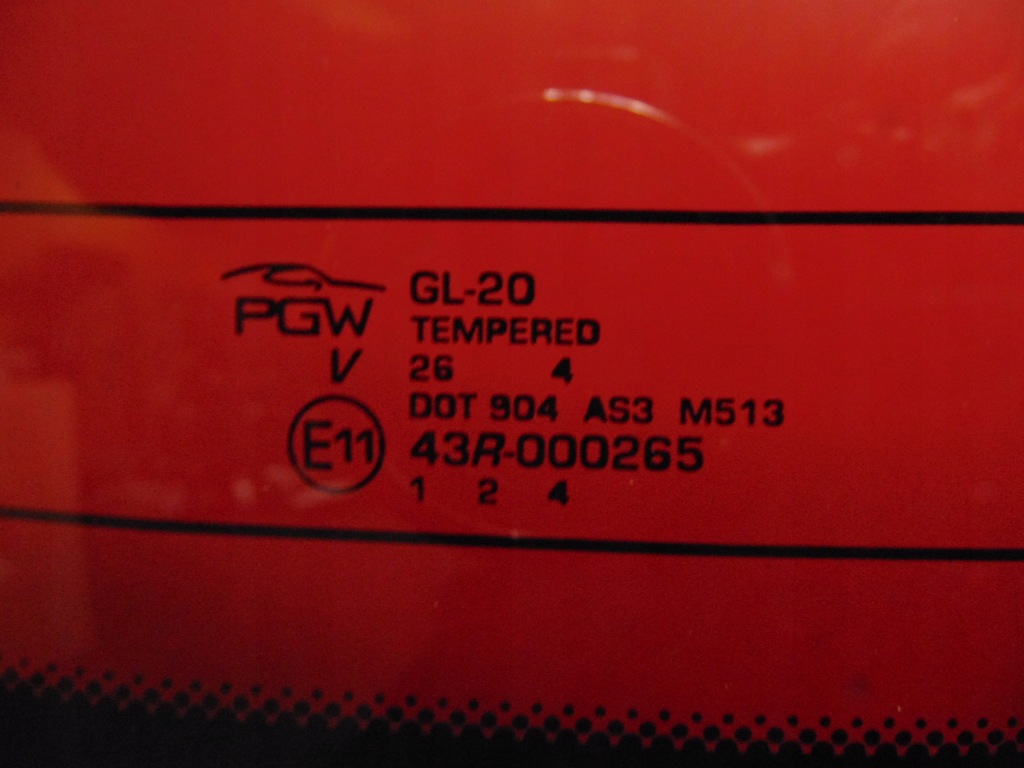 PGW GL-20
TEMPERED
V 26 4
DOT 904 AS3 M513
E11 43R-000265
1 2 4